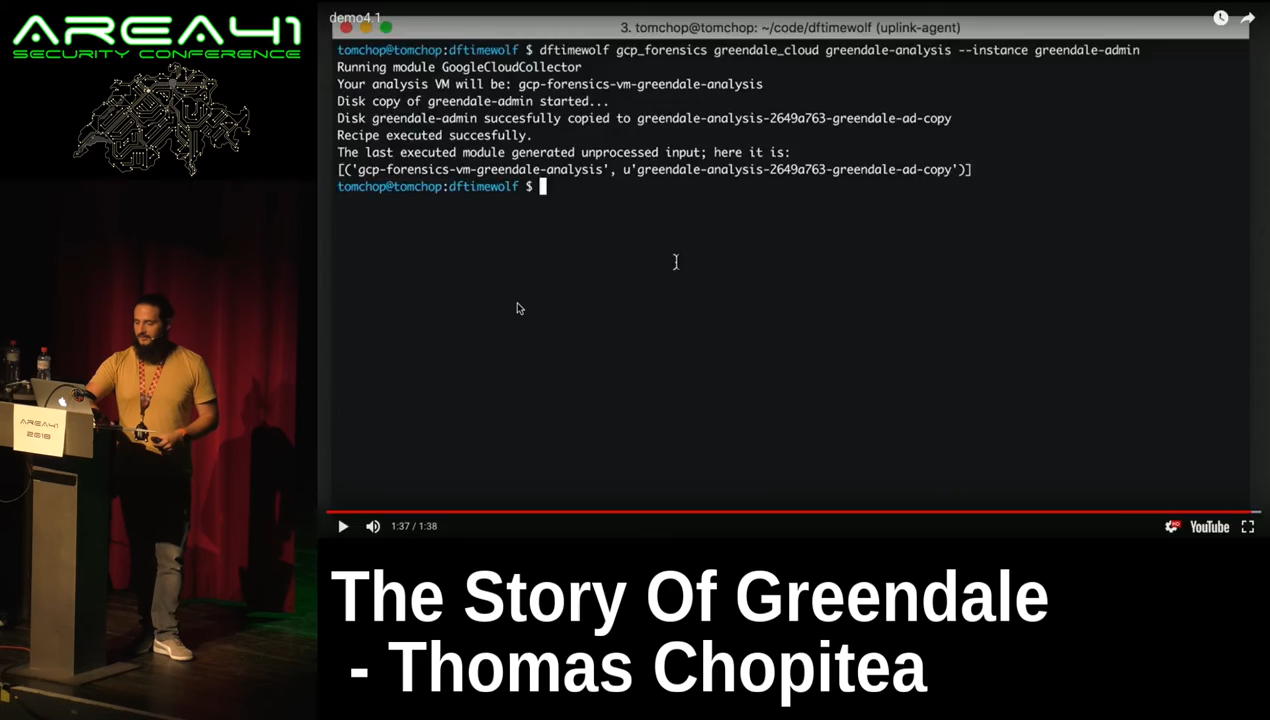 AREA41
SECURITY CONFERENCE
demo4.1
3. tomchop@tomchop: ~/code/dftimewolf (uplink-agent)
tomchop@tomchop:dftimewolf $ dftimewolf gcp_forensics greendale_cloud greendale-analysis --instance greendale-admin
Running module GoogleCloudCollector
Your analysis VM will be: gcp-forensics-vm-greendale-analysis
Disk copy of greendale-admin started...
Disk greendale-admin succesfully copied to greendale-analysis-2649a763-greendale-ad-copy
Recipe executed succesfully.
The last executed module generated unprocessed input; here it is:
[('gcp-forensics-vm-greendale-analysis', u'greendale-analysis-2649a763-greendale-ad-copy')]
tomchop@tomchop:dftimewolf $
1:37 / 1:38
YouTube
AREA41
2018
The Story Of Greendale
- Thomas Chopitea